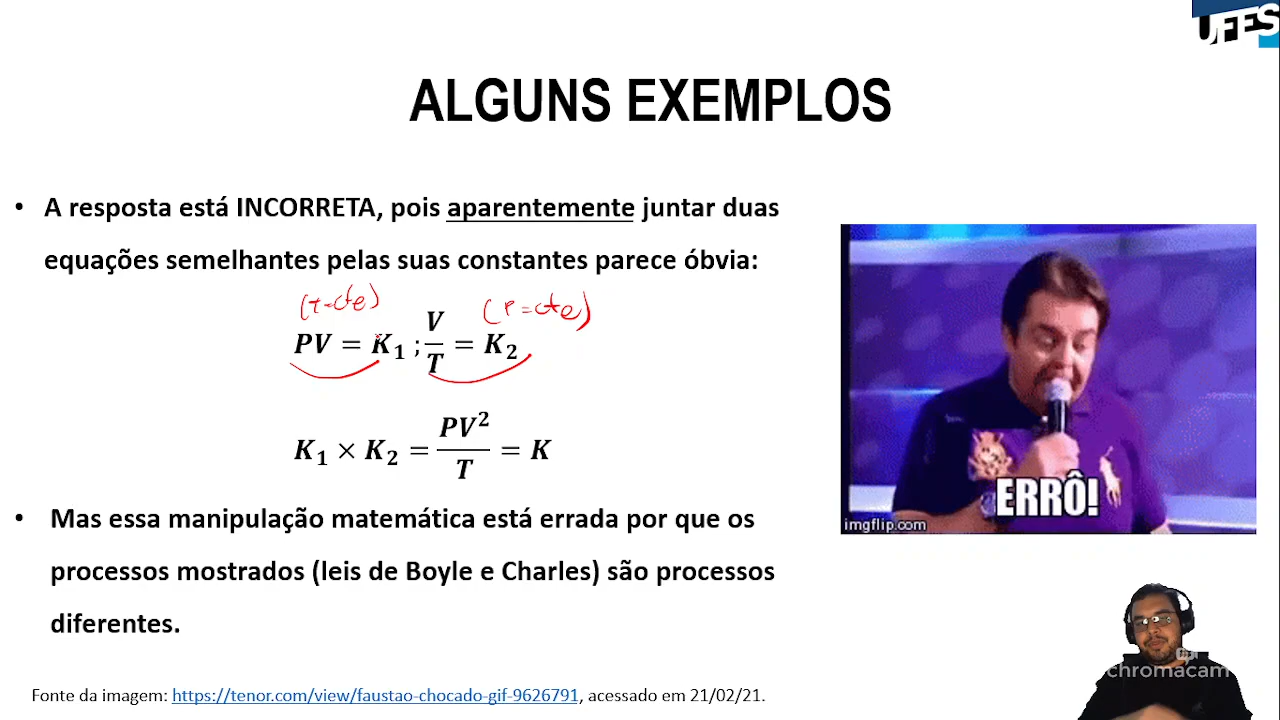 UFES
ALGUNS EXEMPLOS
• A resposta está INCORRETA, pois aparentemente juntar duas
equações semelhantes pelas suas constantes parece óbvia:
(T=cte) (P=cte)
PV = K₁ ; V/T = K₂
K₁ × K₂ = PV²/T = K
• Mas essa manipulação matemática está errada por que os
processos mostrados (leis de Boyle e Charles) são processos
diferentes.
ERRÔ!
imgflip.com
chromacam
Fonte da imagem: https://tenor.com/view/faustao-chocado-gif-9626791, acessado em 21/02/21.